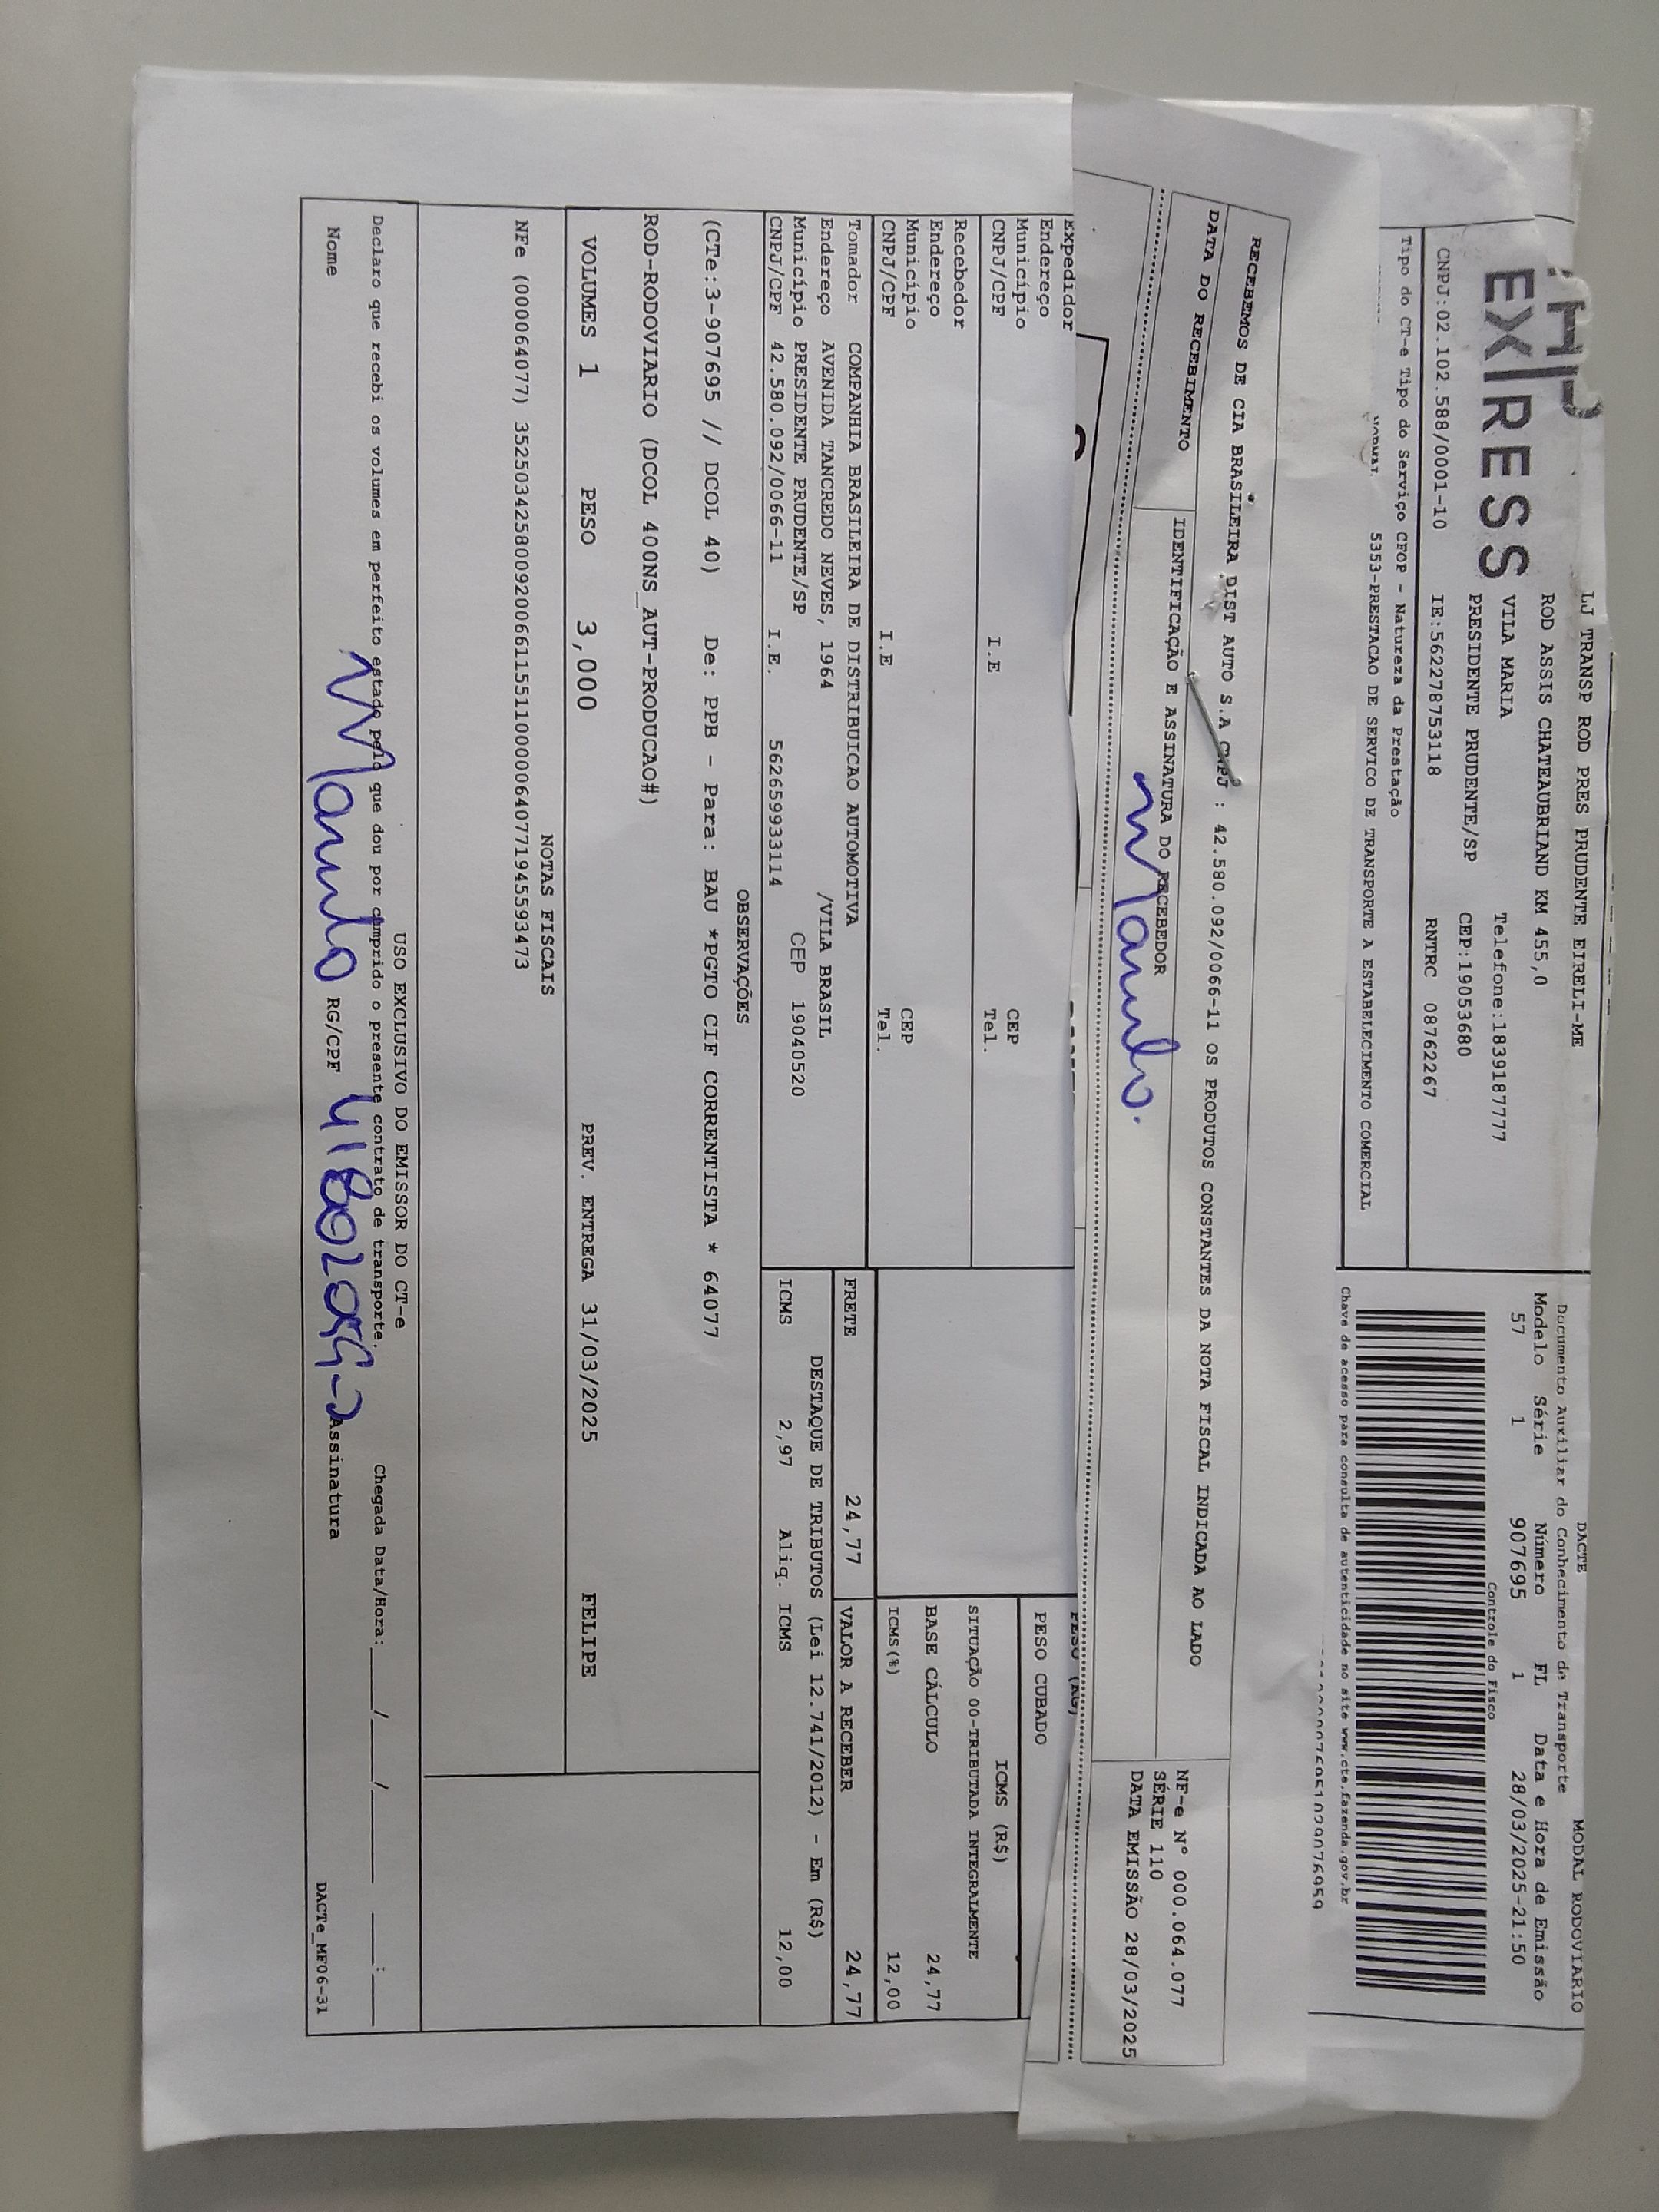 EXPRESS
LJ TRANSP ROD PRES PRUDENTE EIRELI-ME
ROD ASSIS CHATEAUBRIAND KM 455,0
VILA MARIA Telefone:1839187777
PRESIDENTE PRUDENTE/SP CEP:19053680
CNPJ:02.102.588/0001-10 IE:562278753118 RNTRC 08762267
Tipo do CT-e Tipo do Serviço CFOP - Natureza da Prestação
NORMAL 5353-PRESTACAO DE SERVICO DE TRANSPORTE A ESTABELECIMENTO COMERCIAL
DACTE MODAL RODOVIARIO
Documento Auxiliar do Conhecimento de Transporte
Modelo Série Número FL Data e Hora de Emissão
57 1 907695 1 28/03/2025-21:50
Controle do Fisco
Chave de acesso para consulta de autenticidade no site www.cte.fazenda.gov.br
RECEBEMOS DE CIA BRASILEIRA DIST AUTO S.A CNPJ : 42.580.092/0066-11 OS PRODUTOS CONSTANTES DA NOTA FISCAL INDICADA AO LADO
DATA DO RECEBIMENTO IDENTIFICAÇÃO E ASSINATURA DO RECEBEDOR
NF-e Nº 000.064.077
SÉRIE 110
DATA EMISSÃO 28/03/2025
Expedidor
Endereço
Município CEP
CNPJ/CPF I.E Tel.
Recebedor
Endereço
Município CEP
CNPJ/CPF I.E Tel.
PESO (KG)
PESO CUBADO
ICMS (R$)
SITUAÇÃO 00-TRIBUTADA INTEGRALMENTE
BASE CÁLCULO 24,77
ICMS(%) 12,00
Tomador COMPANHIA BRASILEIRA DE DISTRIBUICAO AUTOMOTIVA
Endereço AVENIDA TANCREDO NEVES, 1964 /VILA BRASIL
Município PRESIDENTE PRUDENTE/SP CEP 19040520
CNPJ/CPF 42.580.092/0066-11 I.E. 562659933114
FRETE 24,77 VALOR A RECEBER 24,77
DESTAQUE DE TRIBUTOS (Lei 12.741/2012) - Em (R$)
ICMS 2,97 Aliq. ICMS 12,00
OBSERVAÇÕES
(CTe:3-907695 // DCOL 40) De: PPB - Para: BAU *PGTO CIF CORRENTISTA * 64077
ROD-RODOVIARIO (DCOL 400NS_AUT-PRODUCAO#)
VOLUMES 1 PESO 3,000 PREV. ENTREGA 31/03/2025 FELIPE
NOTAS FISCAIS
NFe (000064077) 35250342580092006611551100000640771945593473
USO EXCLUSIVO DO EMISSOR DO CT-e
Declaro que recebi os volumes em perfeito estado pelo que dou por cumprido o presente contrato de transporte. Chegada Data/Hora:____/____/____ ____:____
Nome RG/CPF Assinatura
DACTe_MF06-31